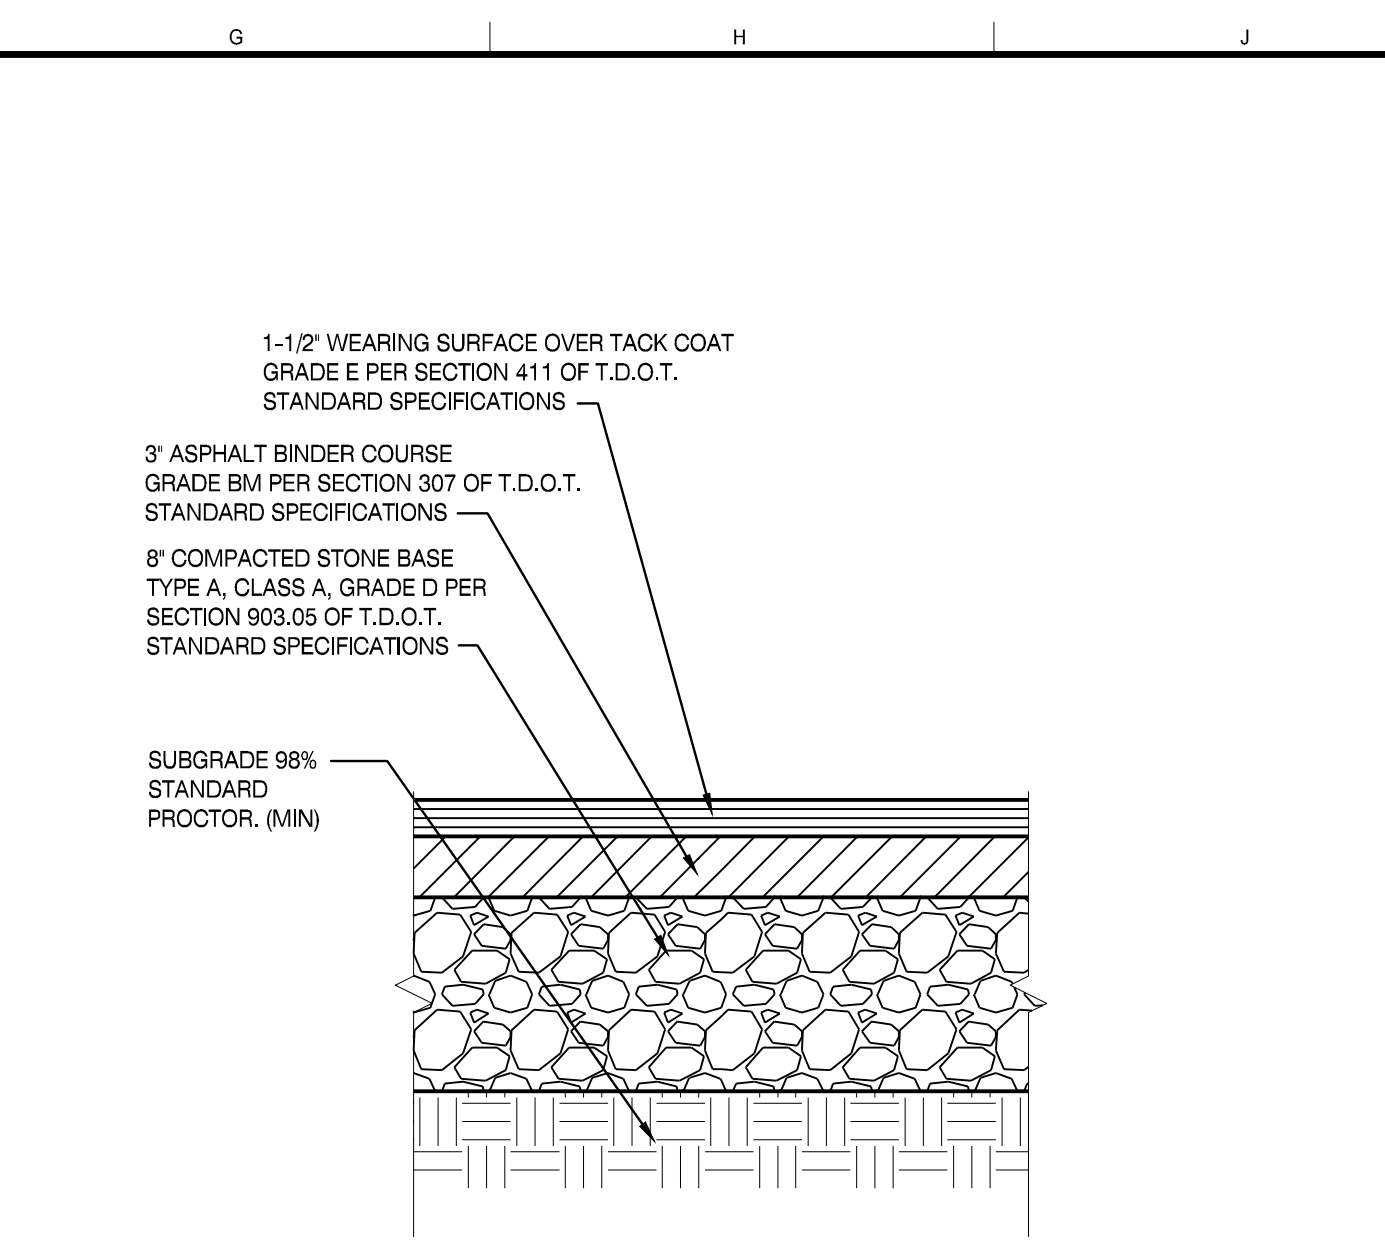 G H J
1-1/2" WEARING SURFACE OVER TACK COAT
GRADE E PER SECTION 411 OF T.D.O.T.
STANDARD SPECIFICATIONS
3" ASPHALT BINDER COURSE
GRADE BM PER SECTION 307 OF T.D.O.T.
STANDARD SPECIFICATIONS
8" COMPACTED STONE BASE
TYPE A, CLASS A, GRADE D PER
SECTION 903.05 OF T.D.O.T.
STANDARD SPECIFICATIONS
SUBGRADE 98%
STANDARD
PROCTOR. (MIN)